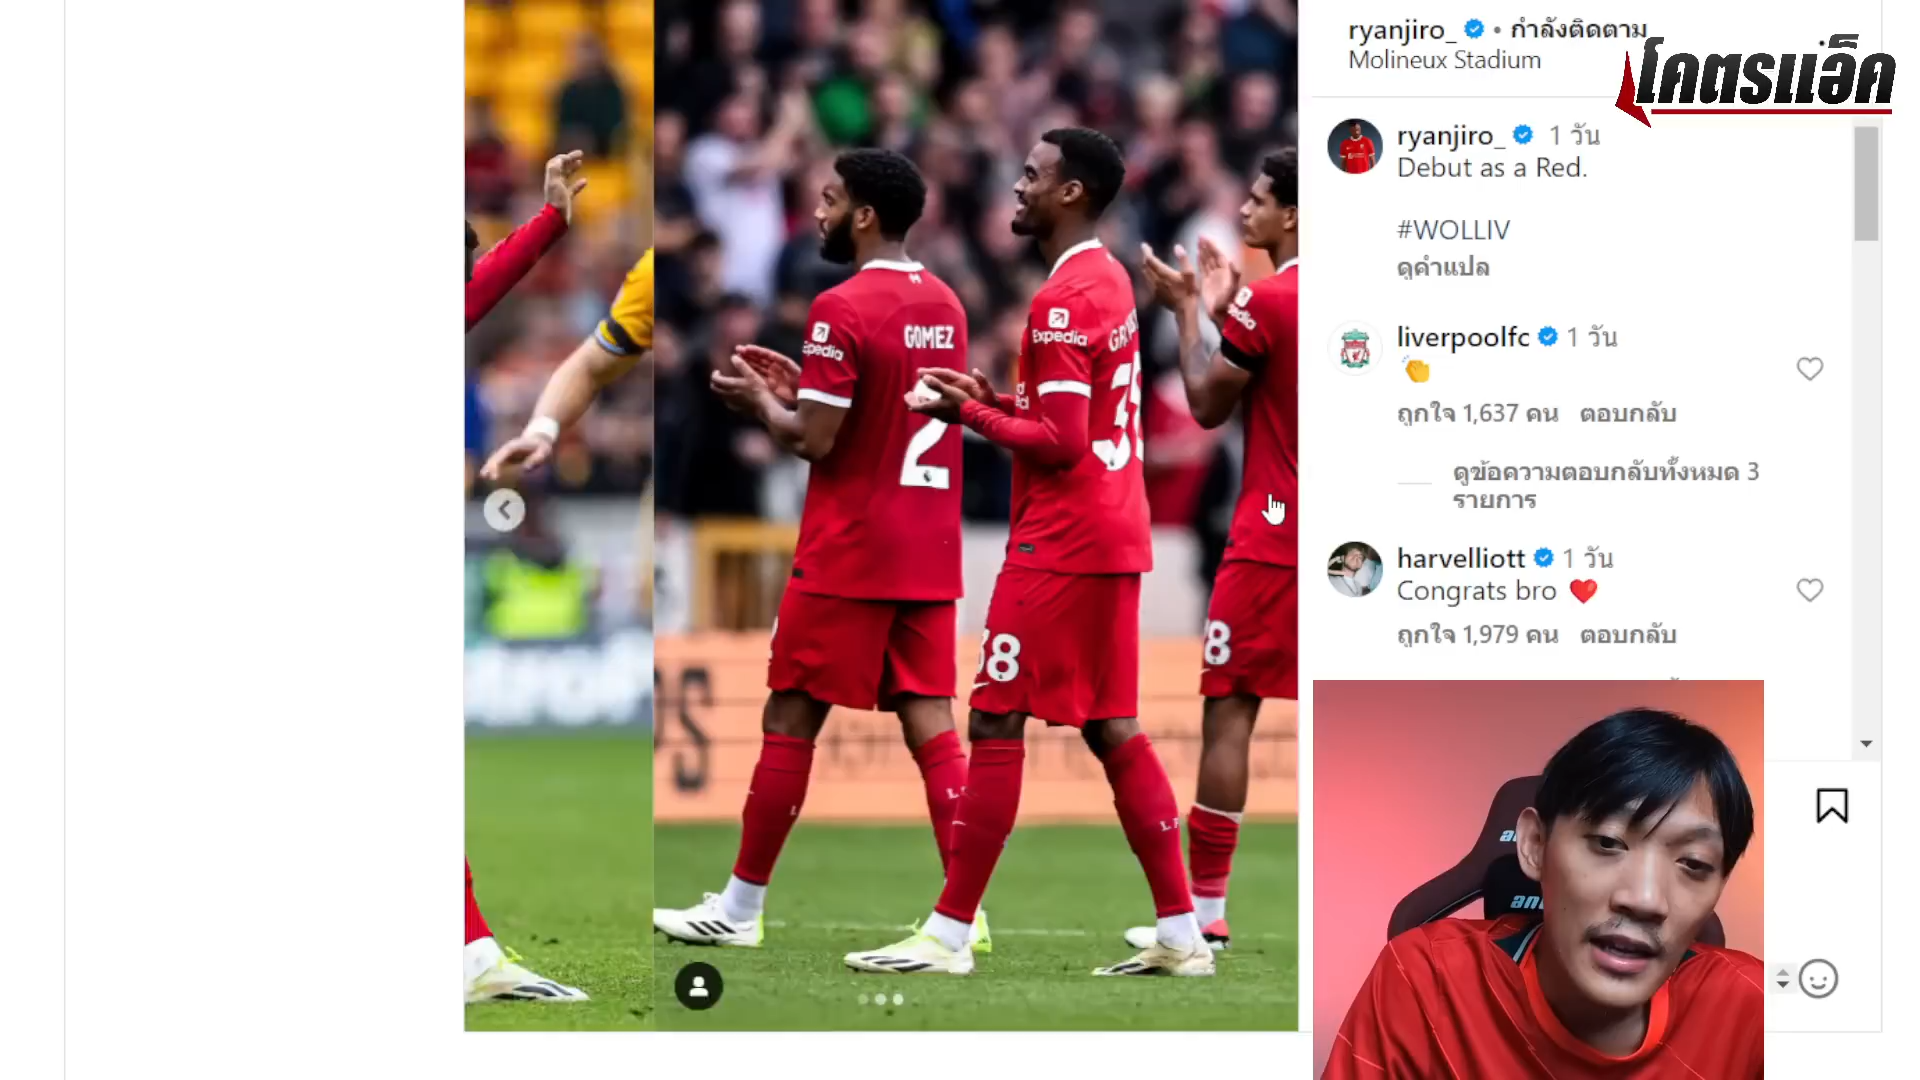 ryanjiro_ • กำลังติดตาม
Molineux Stadium
โคตรแอ็ค
ryanjiro_ 1 วัน
Debut as a Red.
#WOLLIV
ดูคำแปล
liverpoolfc 1 วัน
ถูกใจ 1,637 คน ตอบกลับ
ดูข้อความตอบกลับทั้งหมด 3
รายการ
harvelliott 1 วัน
Congrats bro
ถูกใจ 1,979 คน ตอบกลับ
GOMEZ
2
Expedia
pedia
38
38
8